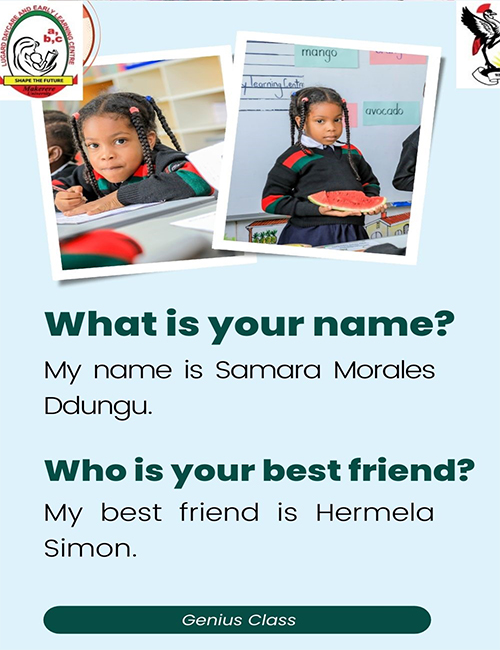 LUGARD DAYCARE AND EARLY LEARNING CENTRE
a,
b,c
SHAPE THE FUTURE
Makerere
mango
y learning Centre
avocado
What is your name?
My name is Samara Morales
Ddungu.
Who is your best friend?
My best friend is Hermela
Simon.
Genius Class